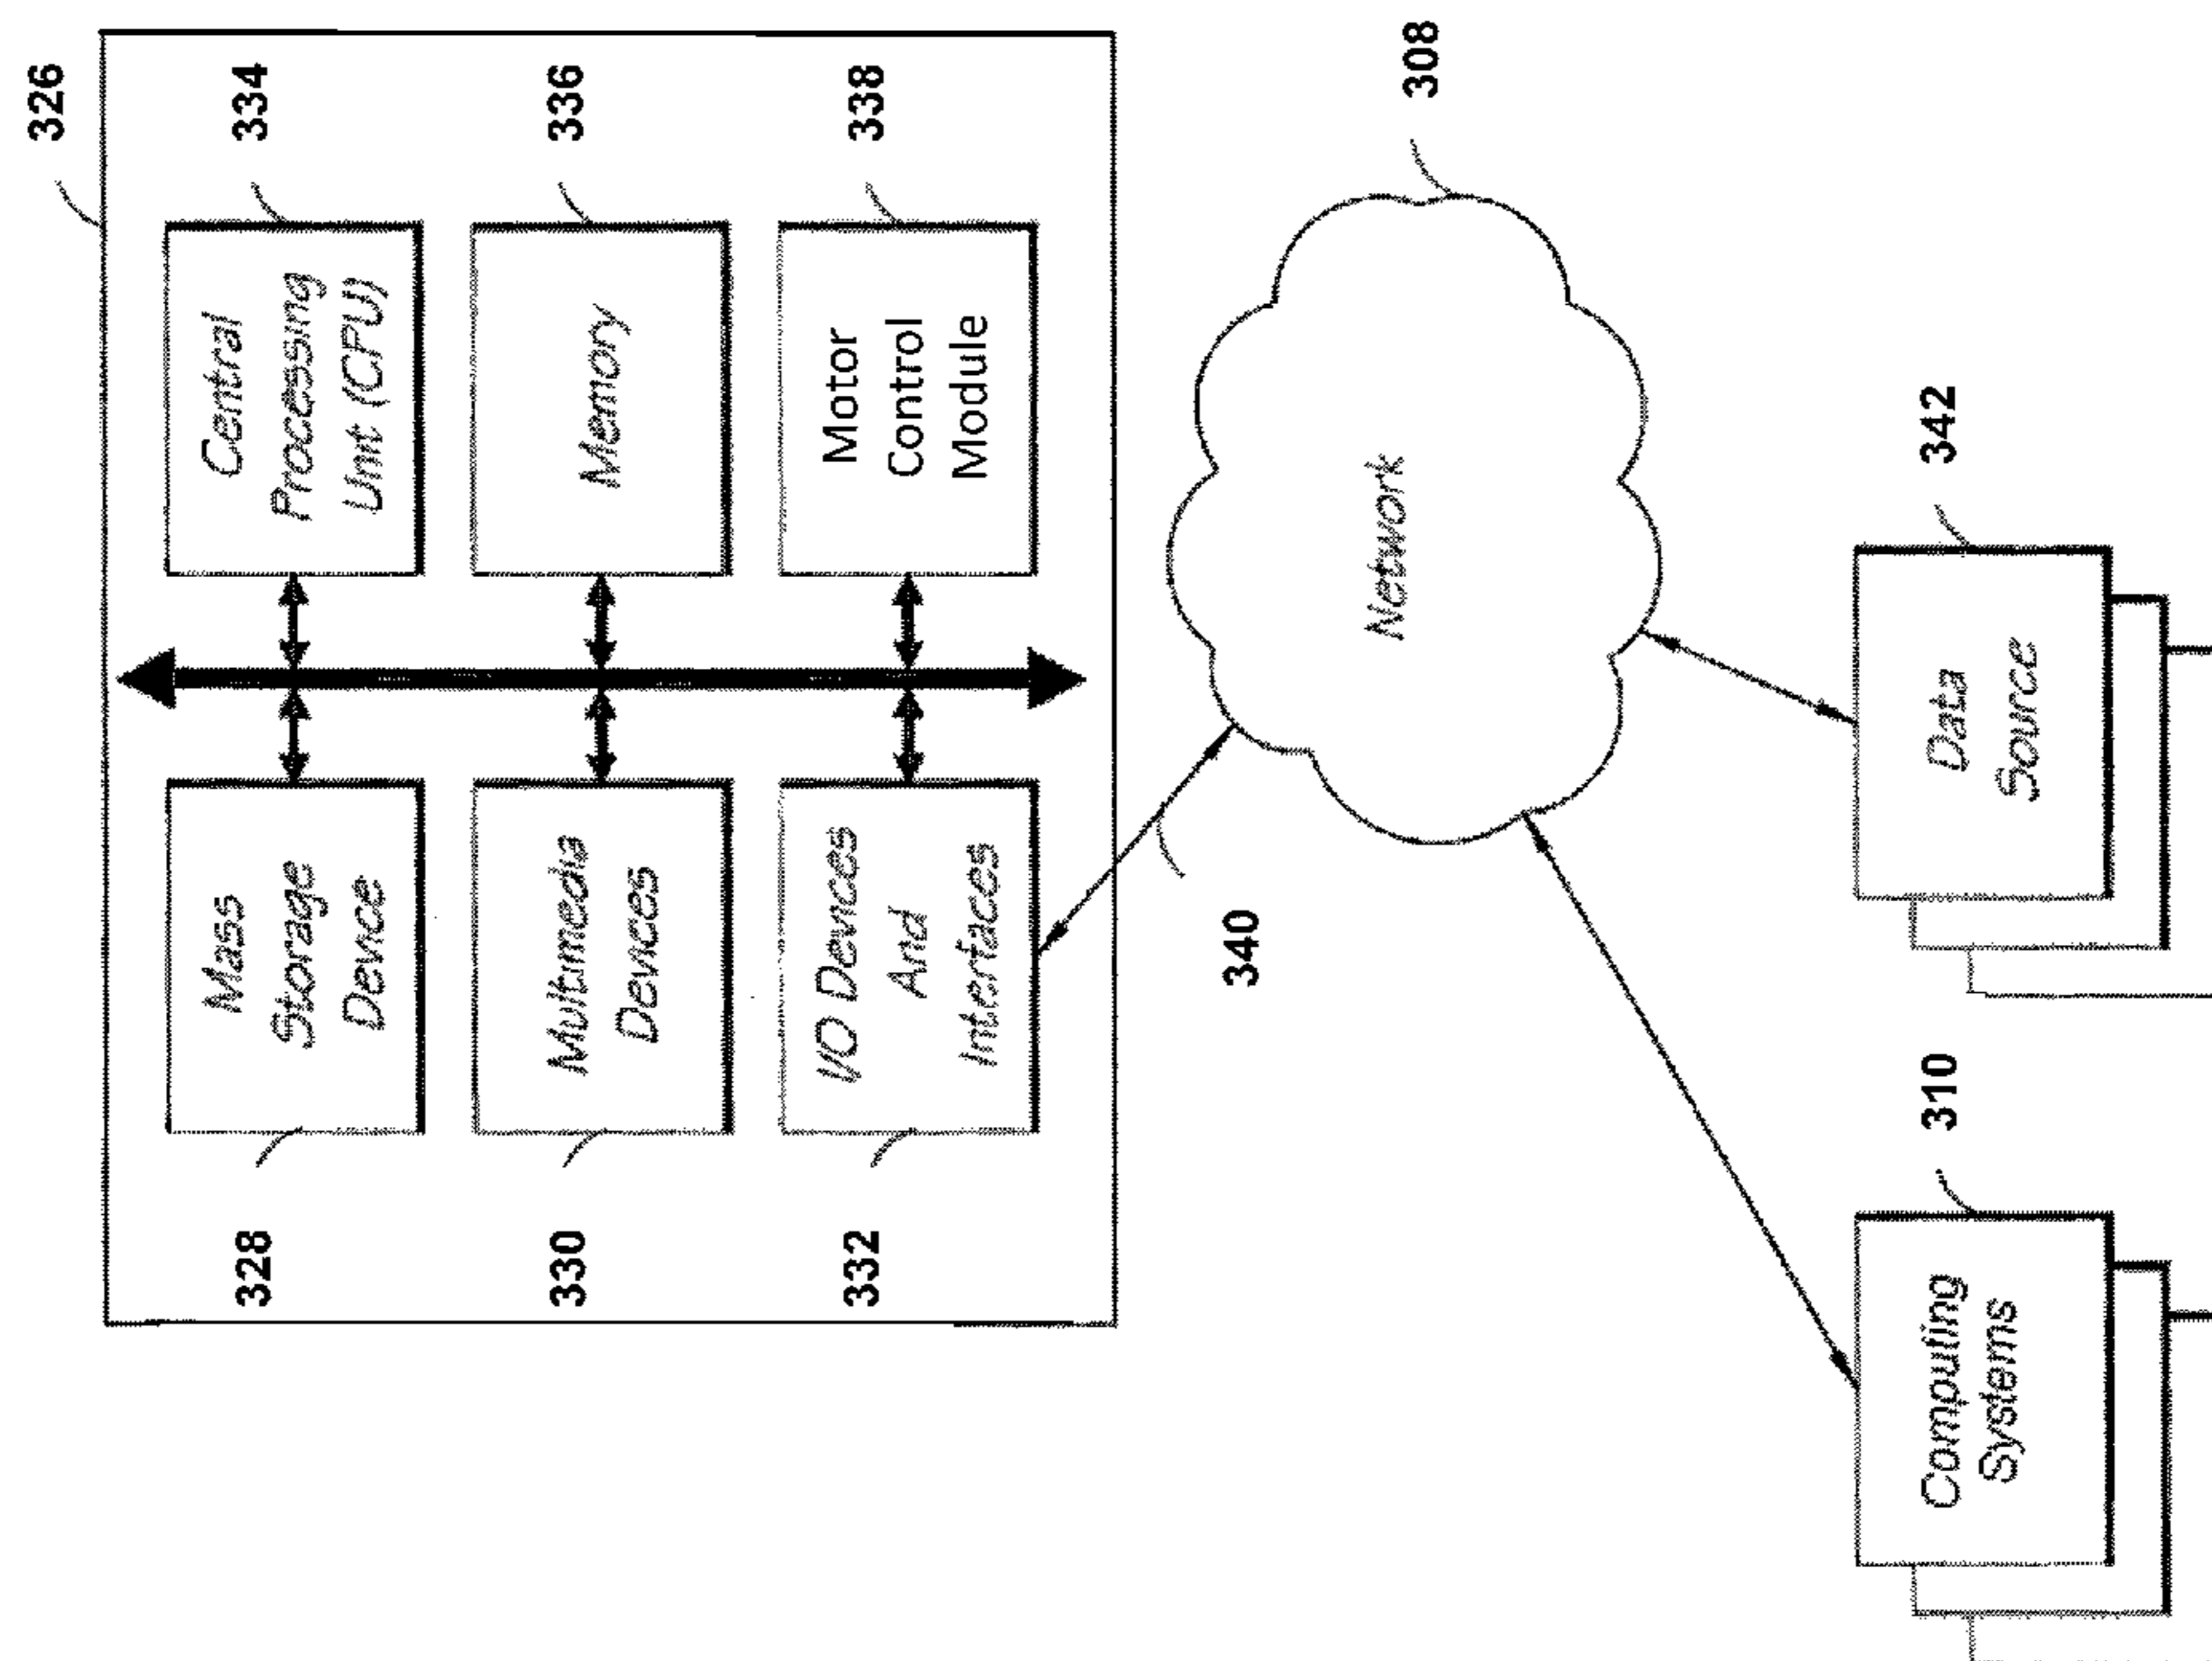 326
328
Mass
Storage
Device
Central
Processing
Unit (CPU)
334
330
Multimedia
Devices
Memory
336
332
I/O Devices
And
Interfaces
Motor
Control
Module
338
340
Network
308
Computing
Systems
310
Data
Source
342